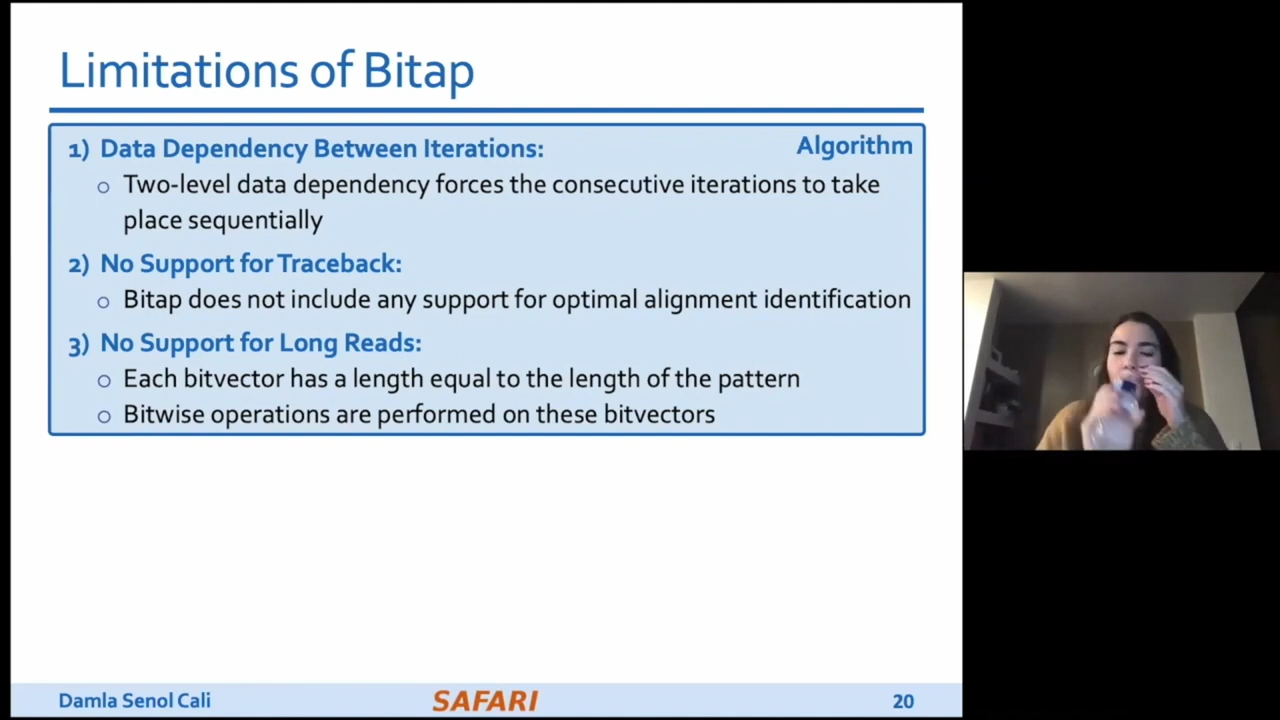 Limitations of Bitap
1) Data Dependency Between Iterations:
Algorithm
○ Two-level data dependency forces the consecutive iterations to take
place sequentially
2) No Support for Traceback:
○ Bitap does not include any support for optimal alignment identification
3) No Support for Long Reads:
○ Each bitvector has a length equal to the length of the pattern
○ Bitwise operations are performed on these bitvectors
Damla Senol Cali
SAFARI
20